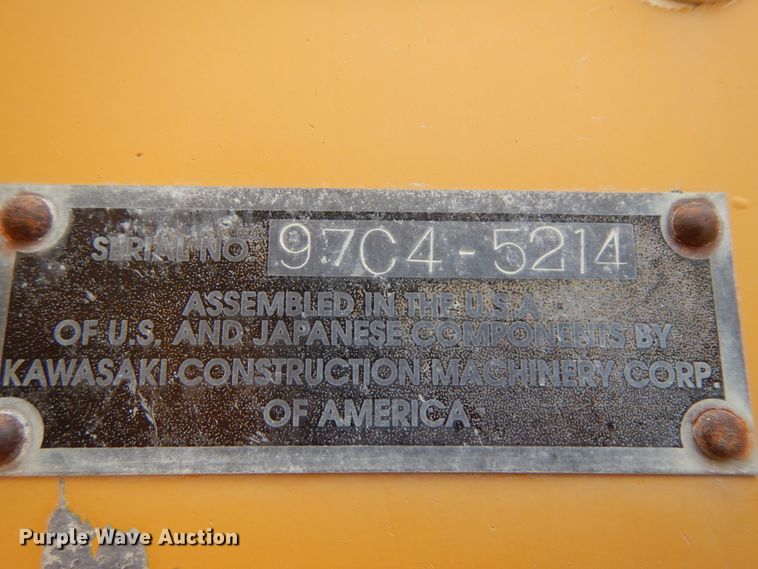 SERIAL NO. 97C4-5214
ASSEMBLED IN THE U.S.A.
OF U.S. AND JAPANESE COMPONENTS BY
KAWASAKI CONSTRUCTION MACHINERY CORP.
OF AMERICA
Purple Wave Auction